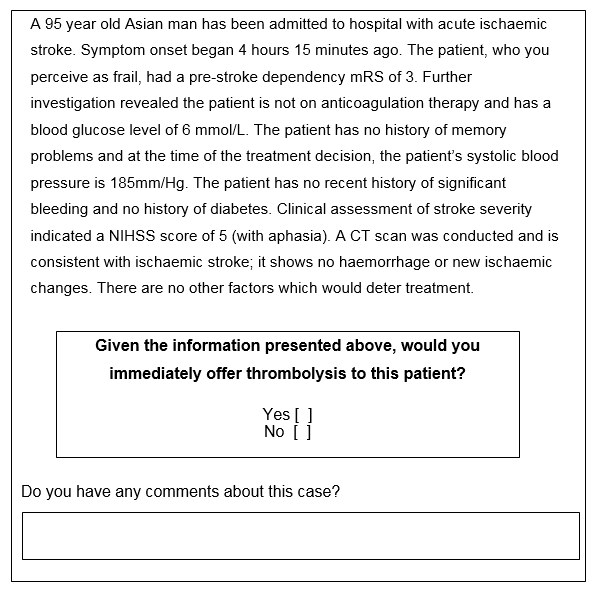 A 95 year old Asian man has been admitted to hospital with acute ischaemic
stroke. Symptom onset began 4 hours 15 minutes ago. The patient, who you
perceive as frail, had a pre-stroke dependency mRS of 3. Further
investigation revealed the patient is not on anticoagulation therapy and has a
blood glucose level of 6 mmol/L. The patient has no history of memory
problems and at the time of the treatment decision, the patient's systolic blood
pressure is 185mm/Hg. The patient has no recent history of significant
bleeding and no history of diabetes. Clinical assessment of stroke severity
indicated a NIHSS score of 5 (with aphasia). A CT scan was conducted and is
consistent with ischaemic stroke; it shows no haemorrhage or new ischaemic
changes. There are no other factors which would deter treatment.
Given the information presented above, would you
immediately offer thrombolysis to this patient?
Yes [ ]
No [ ]
Do you have any comments about this case?